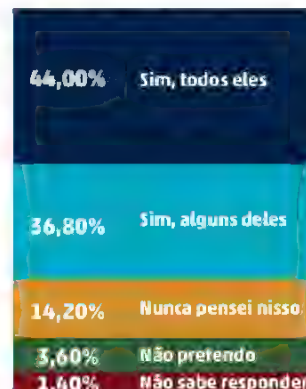 44,00% Sim, todos eles
36,80% Sim, alguns deles
14,20% Nunca pensei nisso
3,60% Não pretendo
1,40% Não sabe responder